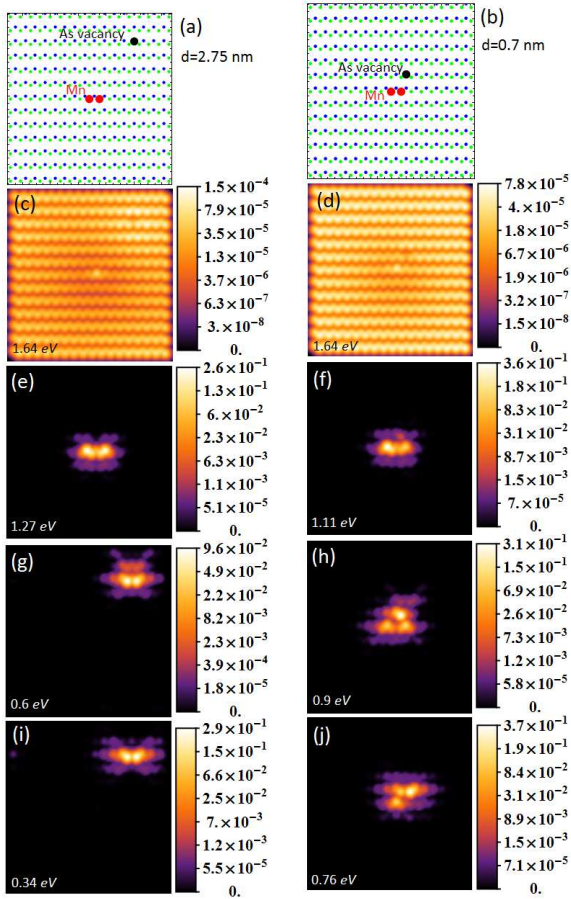 (a)
d=2.75 nm
As vacancy
Mn
(b)
d=0.7 nm
As vacancy
Mn
(c)
1.64 eV
1.5×10⁻⁴
7.9×10⁻⁵
3.5×10⁻⁵
1.3×10⁻⁵
3.7×10⁻⁶
6.3×10⁻⁷
3.×10⁻⁸
0.
(d)
1.64 eV
7.8×10⁻⁵
4.×10⁻⁵
1.8×10⁻⁵
6.7×10⁻⁶
1.9×10⁻⁶
3.2×10⁻⁷
1.5×10⁻⁸
0.
(e)
1.27 eV
2.6×10⁻¹
1.3×10⁻¹
6.×10⁻²
2.3×10⁻²
6.3×10⁻³
1.1×10⁻³
5.1×10⁻⁵
0.
(f)
1.11 eV
3.6×10⁻¹
1.8×10⁻¹
8.3×10⁻²
3.1×10⁻²
8.7×10⁻³
1.5×10⁻³
7.×10⁻⁵
0.
(g)
0.6 eV
9.6×10⁻²
4.9×10⁻²
2.2×10⁻²
8.2×10⁻³
2.3×10⁻³
3.9×10⁻⁴
1.8×10⁻⁵
0.
(h)
0.9 eV
3.1×10⁻¹
1.5×10⁻¹
7.×10⁻²
2.6×10⁻²
7.3×10⁻³
1.2×10⁻³
5.8×10⁻⁵
0.
(i)
0.34 eV
2.9×10⁻¹
1.5×10⁻¹
6.6×10⁻²
2.5×10⁻²
7.×10⁻³
1.2×10⁻³
5.5×10⁻⁵
0.
(j)
0.76 eV
3.7×10⁻¹
1.9×10⁻¹
8.4×10⁻²
3.1×10⁻²
8.9×10⁻³
1.5×10⁻³
7.1×10⁻⁵
0.